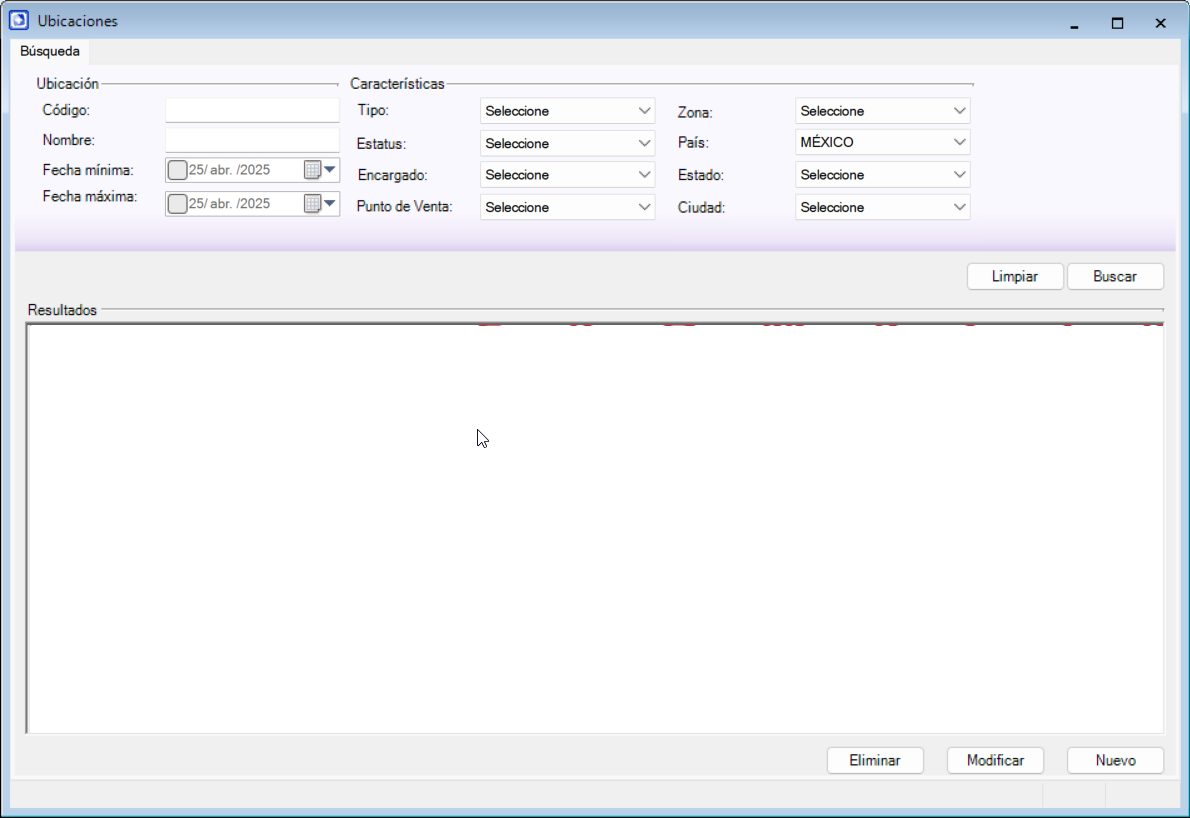 Ubicaciones
Búsqueda
Ubicación
Código:
Nombre:
Fecha mínima: 25/ abr. /2025
Fecha máxima: 25/ abr. /2025
Características
Tipo: Seleccione
Estatus: Seleccione
Encargado: Seleccione
Punto de Venta: Seleccione
Zona: Seleccione
País: MÉXICO
Estado: Seleccione
Ciudad: Seleccione
Limpiar Buscar
Resultados
Eliminar Modificar Nuevo